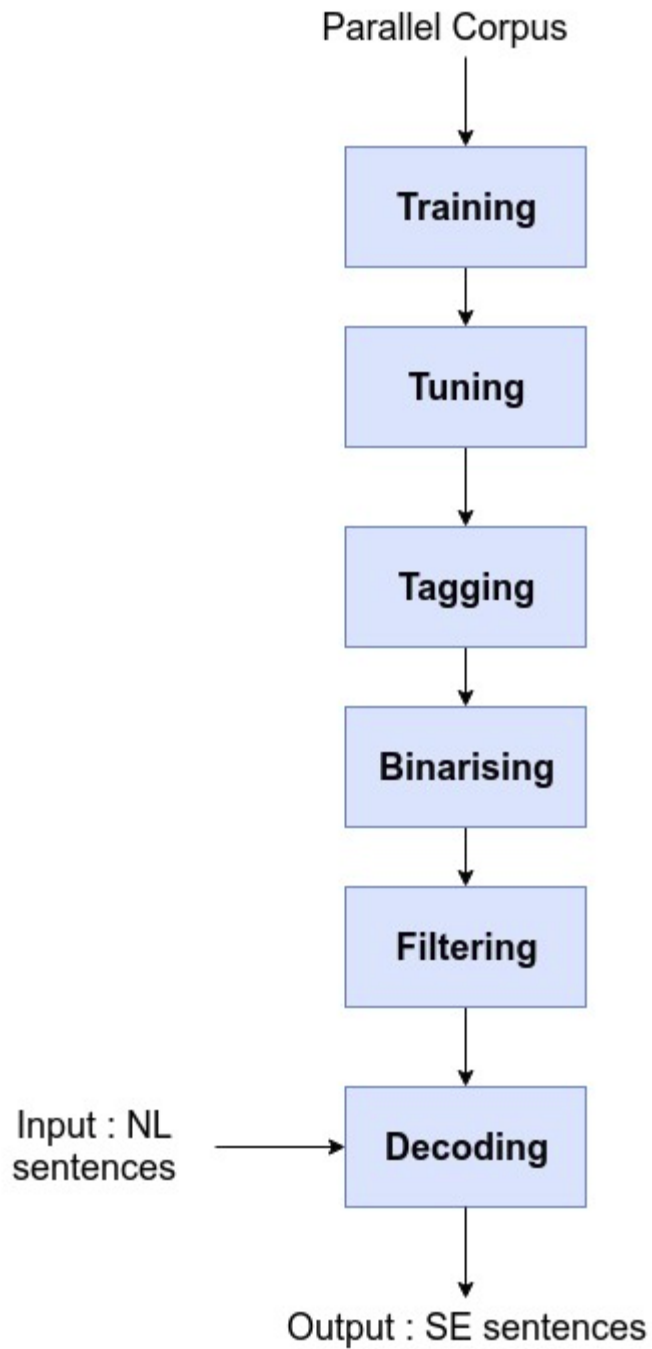 Parallel Corpus
Training
Tuning
Tagging
Binarising
Filtering
Input : NL
sentences
Decoding
Output : SE sentences